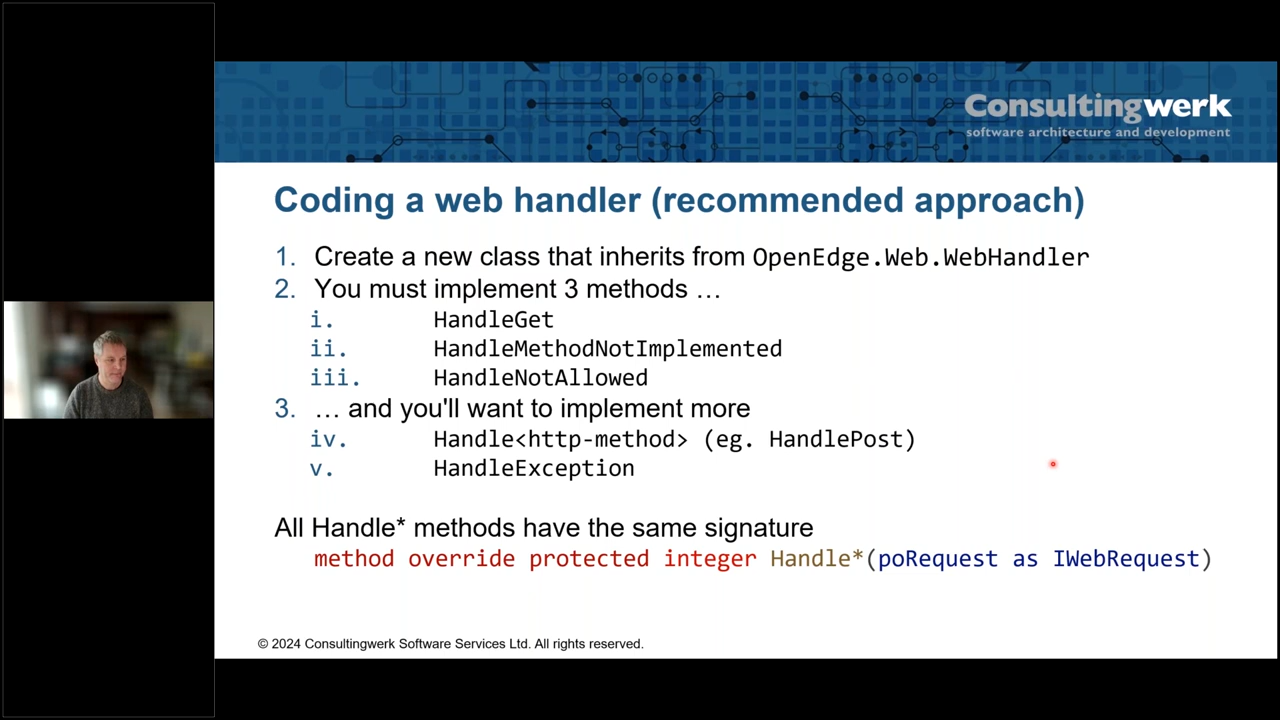 Consultingwerk
software architecture and development
Coding a web handler (recommended approach)
1. Create a new class that inherits from OpenEdge.Web.WebHandler
2. You must implement 3 methods …
i. HandleGet
ii. HandleMethodNotImplemented
iii. HandleNotAllowed
3. … and you'll want to implement more
iv. Handle<http-method> (eg. HandlePost)
v. HandleException
All Handle* methods have the same signature
method override protected integer Handle*(poRequest as IWebRequest)
© 2024 Consultingwerk Software Services Ltd. All rights reserved.